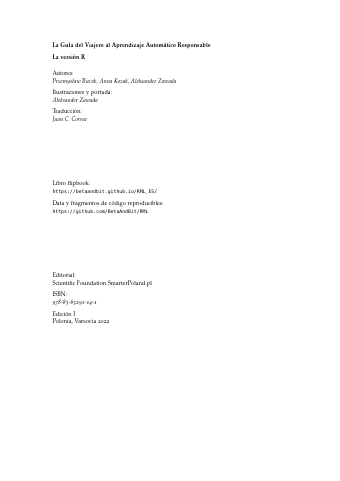 La Guía del Viajero al Aprendizaje Automático Responsable
La versión R
Autores:
Przemysław Biecek, Anna Kozak, Aleksander Zawada
Ilustraciones y portada:
Aleksander Zawada
Traducción:
Juan C. Correa
Libro flipbook:
https://betaandbit.github.io/RML_ES/
Data y fragmentos de código reproducibles:
https://github.com/BetaAndBit/RML
Editorial:
Scientific Foundation SmarterPoland.pl
ISBN:
978-83-65291-14-1
Edición I
Polonia, Varsovia 2022